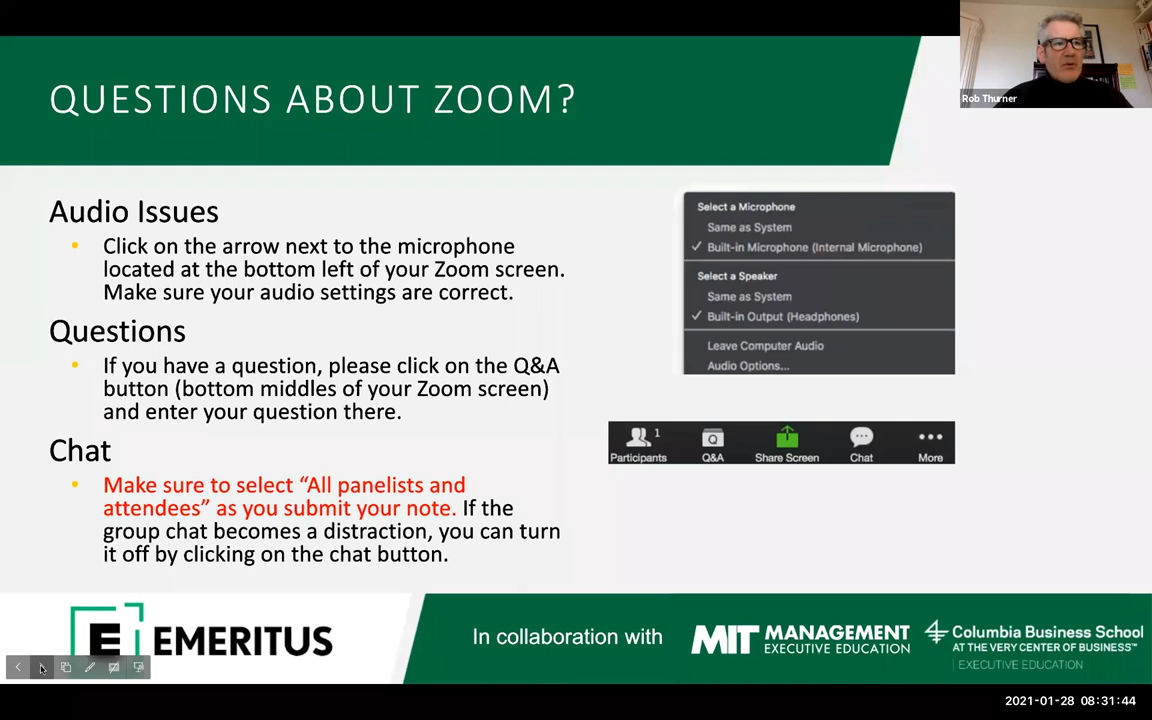 QUESTIONS ABOUT ZOOM?
Rob Thurner
Audio Issues
• Click on the arrow next to the microphone
located at the bottom left of your Zoom screen.
Make sure your audio settings are correct.
Questions
• If you have a question, please click on the Q&A
button (bottom middles of your Zoom screen)
and enter your question there.
Chat
• Make sure to select “All panelists and
attendees” as you submit your note. If the
group chat becomes a distraction, you can turn
it off by clicking on the chat button.
Select a Microphone
Same as System
✓ Built-in Microphone (Internal Microphone)
Select a Speaker
Same as System
✓ Built-in Output (Headphones)
Leave Computer Audio
Audio Options...
1
Q
Participants Q&A Share Screen Chat More
E EMERITUS
In collaboration with
MIT MANAGEMENT
EXECUTIVE EDUCATION
Columbia Business School
AT THE VERY CENTER OF BUSINESS™
EXECUTIVE EDUCATION
2021-01-28 08:31:44